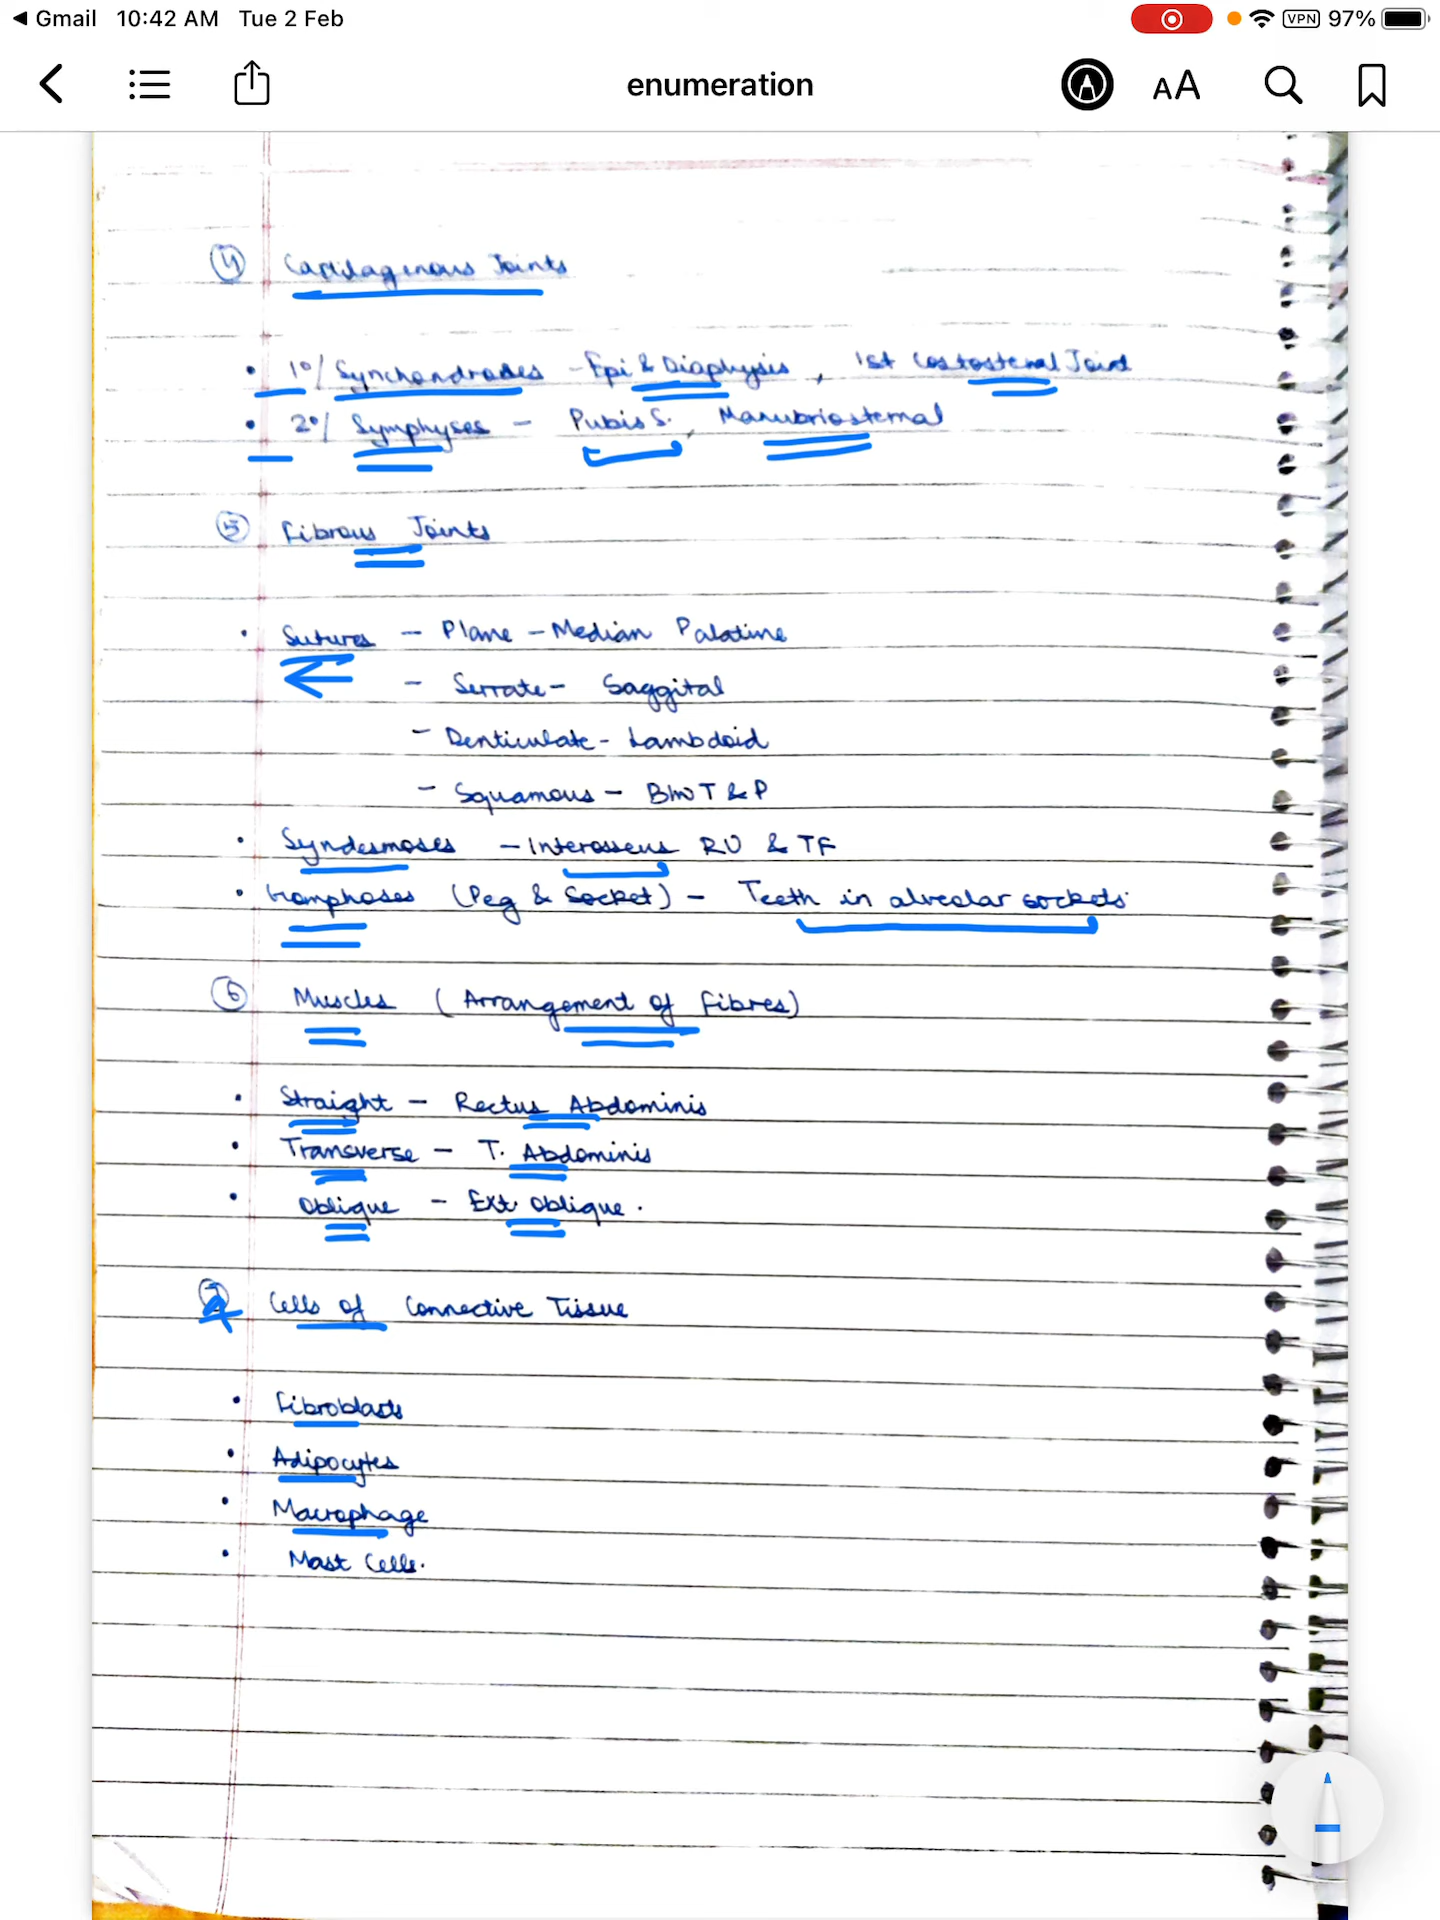 Gmail 10:42 AM Tue 2 Feb VPN 97%
enumeration
AA
4 Cartilagenous Joints
• 1°/ Synchondroses - Epi & Diaphysis, 1st Costosternal Joint
• 2°/ Symphyses - Pubis S., Manubriosternal
5 Fibrous Joints
• Sutures - Plane - Median Palatine
- Serrate - Saggital
- Denticulate - Lambdoid
- Squamous - B/w T & P
• Syndesmoses - Interosseus RU & TF
• Gomphoses (Peg & Socket) - Teeth in alveolar sockets
6 Muscles (Arrangement of Fibres)
• Straight - Rectus Abdominis
• Transverse - T. Abdominis
• Oblique - Ext. Oblique.
7 Cells of Connective Tissue
• Fibroblasts
• Adipocytes
• Macrophage
• Mast Cells.